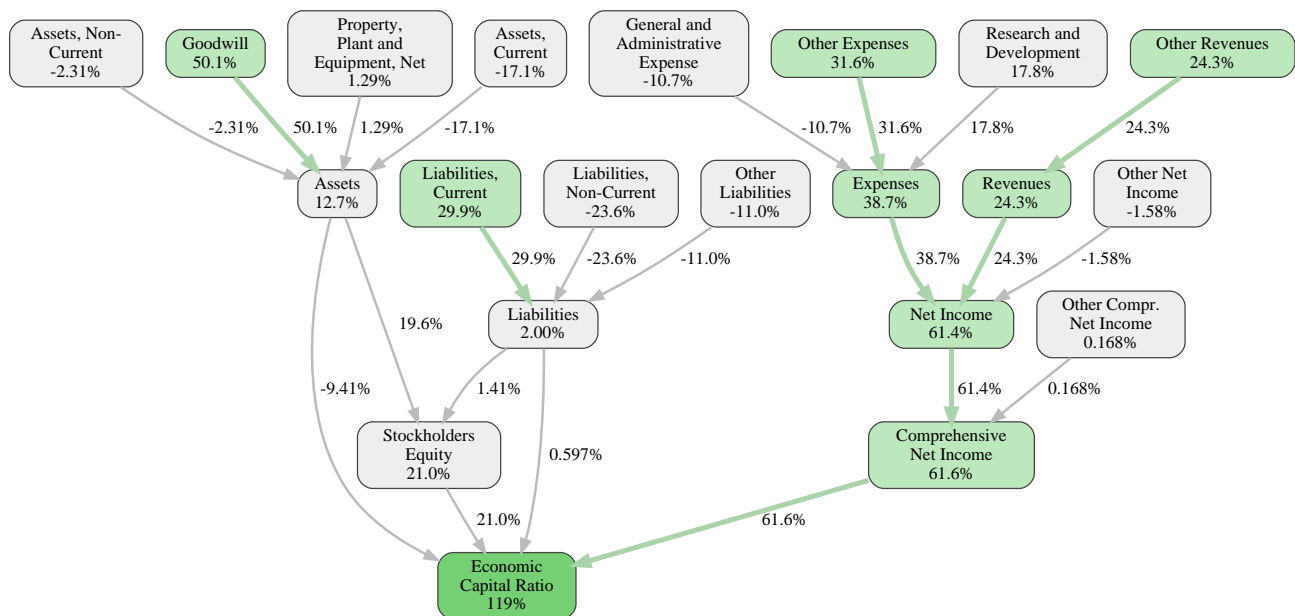 Assets, Non-
Current
-2.31%
Goodwill
50.1%
Property,
Plant and
Equipment, Net
1.29%
Assets,
Current
-17.1%
General and
Administrative
Expense
-10.7%
Other Expenses
31.6%
Research and
Development
17.8%
Other Revenues
24.3%
-2.31%
50.1%
1.29%
-17.1%
-10.7%
31.6%
17.8%
24.3%
Assets
12.7%
Liabilities,
Current
29.9%
Liabilities,
Non-Current
-23.6%
Other
Liabilities
-11.0%
Expenses
38.7%
Revenues
24.3%
Other Net
Income
-1.58%
29.9%
-23.6%
-11.0%
38.7%
24.3%
-1.58%
Liabilities
2.00%
Net Income
61.4%
Other Compr.
Net Income
0.168%
19.6%
-9.41%
1.41%
61.4%
0.168%
Stockholders
Equity
21.0%
0.597%
Comprehensive
Net Income
61.6%
21.0%
61.6%
Economic
Capital Ratio
119%